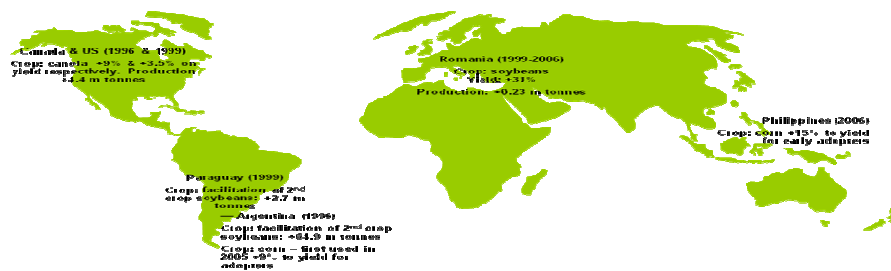 Canada & US (1996 & 1999)
Crop: canola +9% & +3.5% on
yield respectively. Production
+4.4 m tonnes
Romania (1999-2006)
Crop: soybeans
Yield: +31%
Production: +0.23 m tonnes
Philippines (2006)
Crop: corn +15% to yield
for early adopters
Paraguay (1999)
Crop: facilitation of 2nd
crop soybeans: +2.7 m
tonnes
— Argentina (1996)
Crop: facilitation of 2nd crop
soybeans: +64.9 m tonnes
Crop: corn – first used in
2005 +9% to yield for
adopters